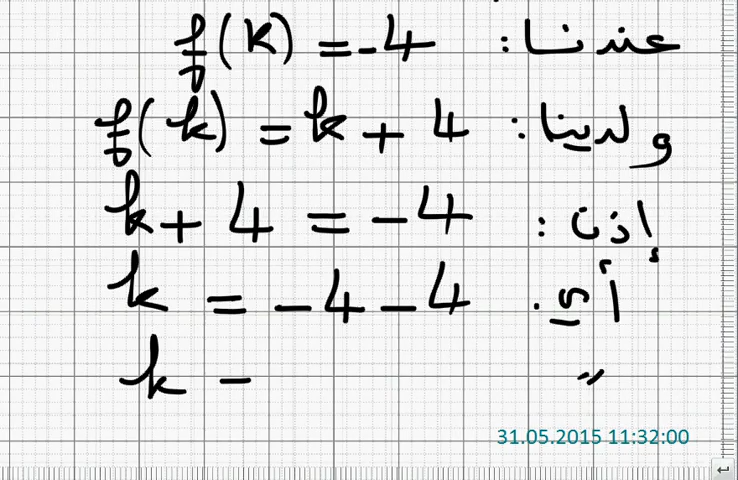 عندنا: f(k) = -4
ولدينا: f(k) = k + 4
إذن: k + 4 = -4
أي: k = -4 - 4
" k -
31.05.2015 11:32:00